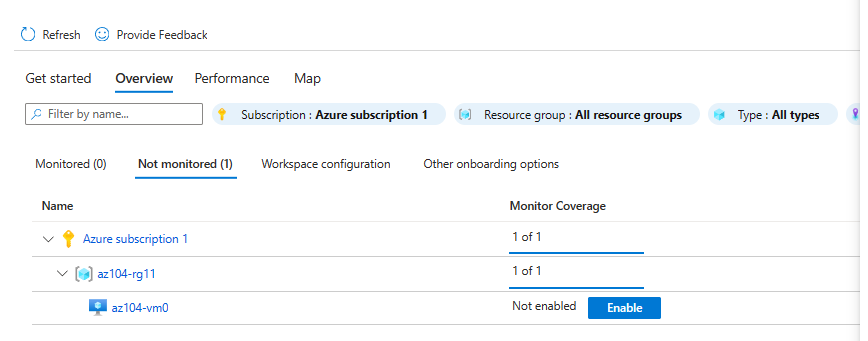 Refresh Provide Feedback
Get started Overview Performance Map
Filter by name... Subscription : Azure subscription 1 Resource group : All resource groups Type : All types
Monitored (0) Not monitored (1) Workspace configuration Other onboarding options
Name Monitor Coverage
Azure subscription 1 1 of 1
az104-rg11 1 of 1
az104-vm0 Not enabled Enable